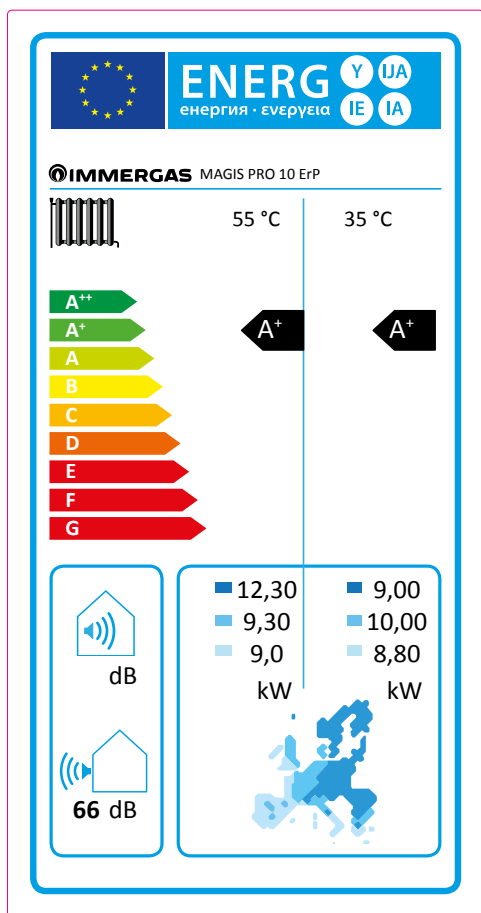 ENERG Y IJA
енергия · ενεργεια IE IA
IMMERGAS MAGIS PRO 10 ErP
55 °C 35 °C
A++
A+ A+ A+
A
B
C
D
E
F
G
12,30 9,00
9,30 10,00
9,0 8,80
dB
kW kW
66 dB